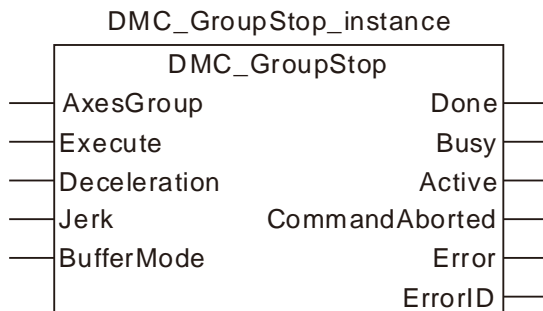 DMC_GroupStop_instance
DMC_GroupStop
AxesGroup Done
Execute Busy
Deceleration Active
Jerk CommandAborted
BufferMode Error
ErrorID